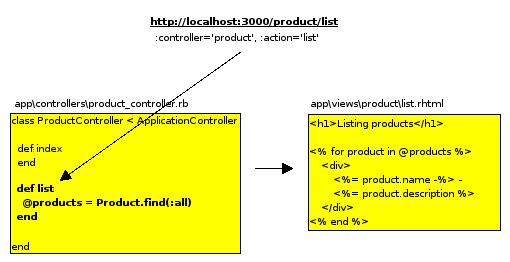 http://localhost:3000/product/list
:controller='product', :action='list'
app\controllers\product_controller.rb
class ProductController < ApplicationController
def index
end
def list
@products = Product.find(:all)
end
end
app\views\product\list.rhtml
<h1>Listing products</h1>
<% for product in @products %>
<div>
<%= product.name -%> -
<%= product.description %>
</div>
<% end %>